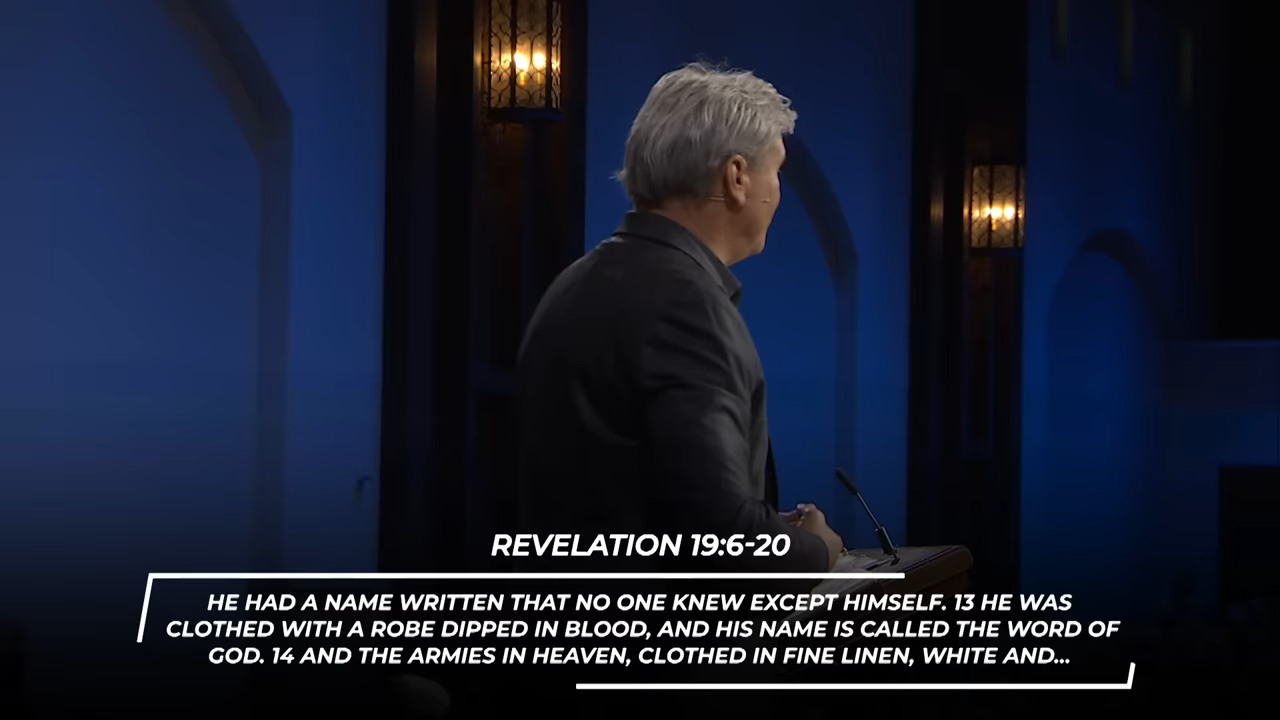 REVELATION 19:6-20
HE HAD A NAME WRITTEN THAT NO ONE KNEW EXCEPT HIMSELF. 13 HE WAS
CLOTHED WITH A ROBE DIPPED IN BLOOD, AND HIS NAME IS CALLED THE WORD OF
GOD. 14 AND THE ARMIES IN HEAVEN, CLOTHED IN FINE LINEN, WHITE AND...